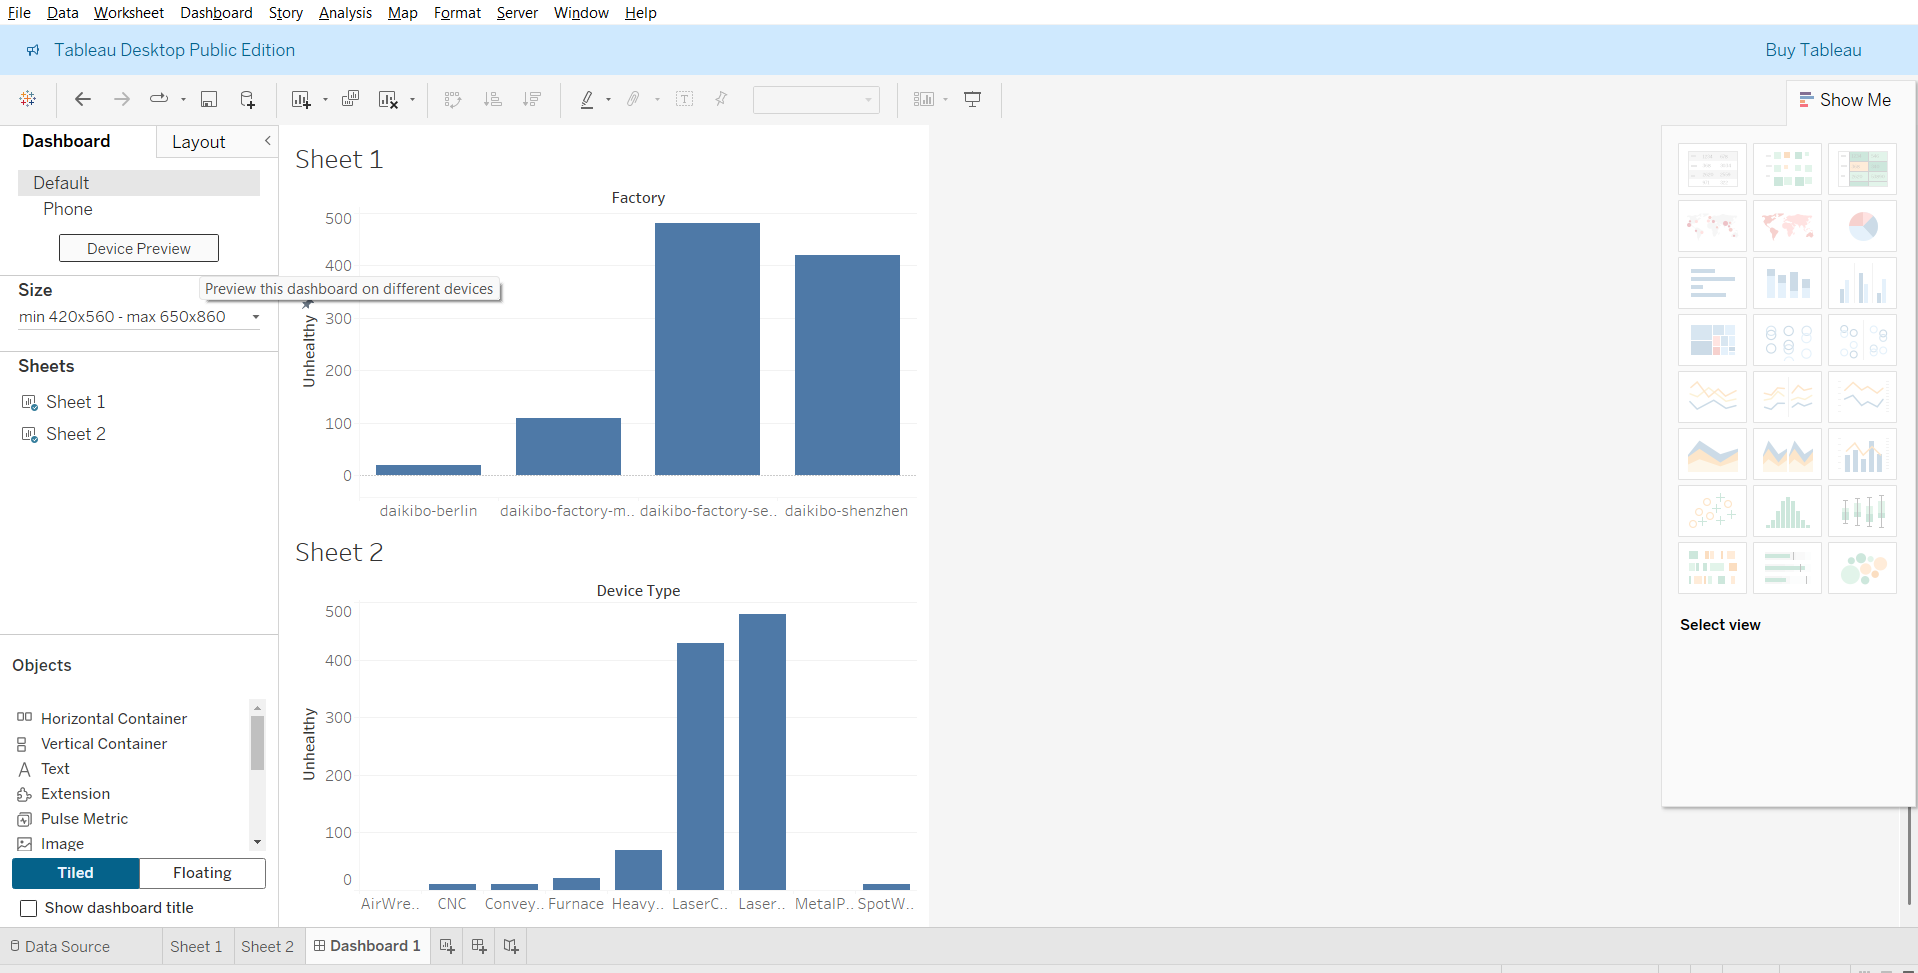 File Data Worksheet Dashboard Story Analysis Map Format Server Window Help
Tableau Desktop Public Edition
Buy Tableau
Show Me
Dashboard Layout
Default
Phone
Device Preview
Preview this dashboard on different devices
Size
min 420x560 - max 650x860
Sheets
Sheet 1
Sheet 2
Objects
Horizontal Container
Vertical Container
Text
Extension
Pulse Metric
Image
Tiled Floating
Show dashboard title
Sheet 1
Factory
500
400
300
200
100
0
Unhealthy
daikibo-berlin daikibo-factory-m.. daikibo-factory-se.. daikibo-shenzhen
Sheet 2
Device Type
500
400
300
200
100
0
Unhealthy
AirWre.. CNC Convey.. Furnace Heavy.. LaserC.. Laser.. MetalP.. SpotW..
Select view
Data Source Sheet 1 Sheet 2 Dashboard 1